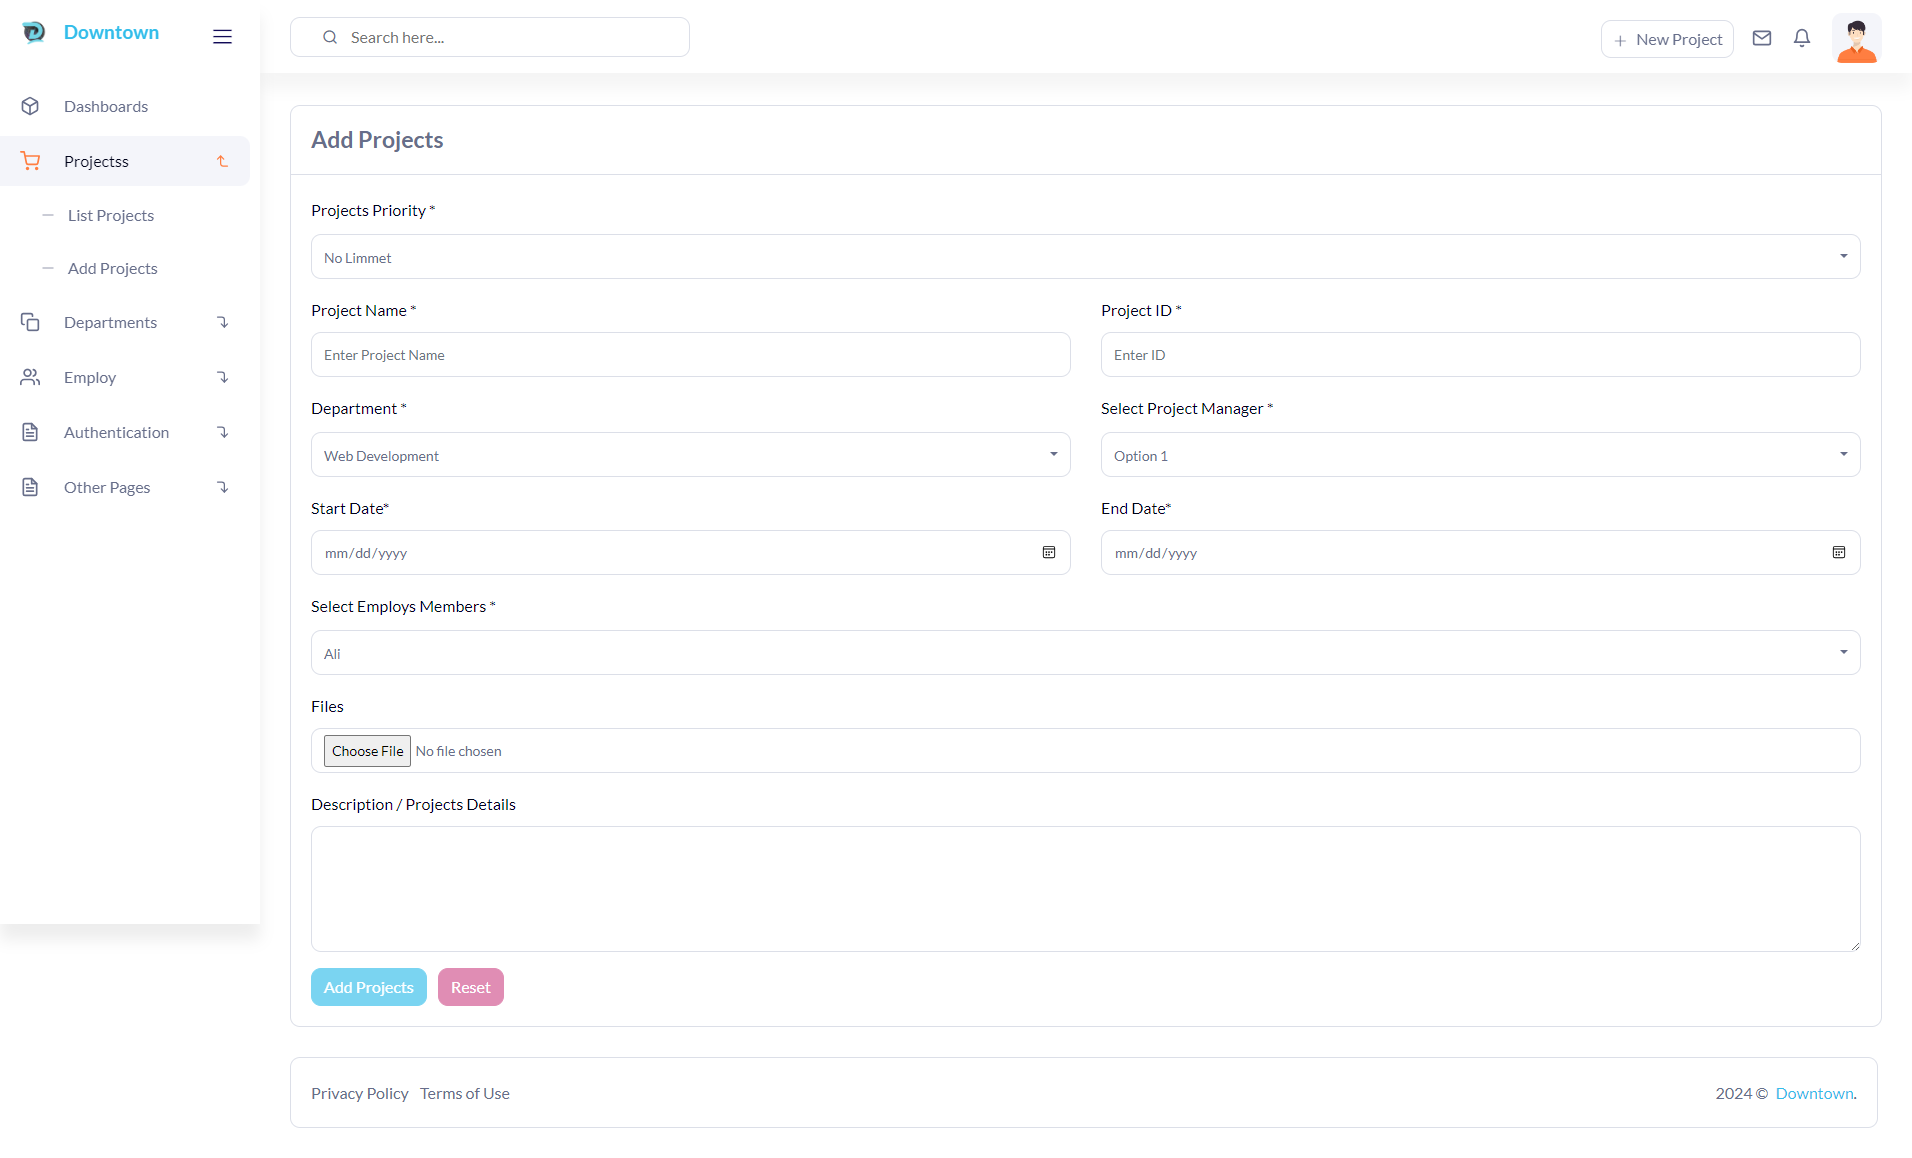 Downtown
Search here...
New Project
Dashboards
Projectss
List Projects
Add Projects
Departments
Employ
Authentication
Other Pages
Add Projects
Projects Priority *
No Limmet
Project Name *
Project ID *
Enter Project Name
Enter ID
Department *
Select Project Manager *
Web Development
Option 1
Start Date*
End Date*
mm/dd/yyyy
mm/dd/yyyy
Select Employs Members *
Ali
Files
Choose File No file chosen
Description / Projects Details
Add Projects
Reset
Privacy Policy Terms of Use
2024 © Downtown.